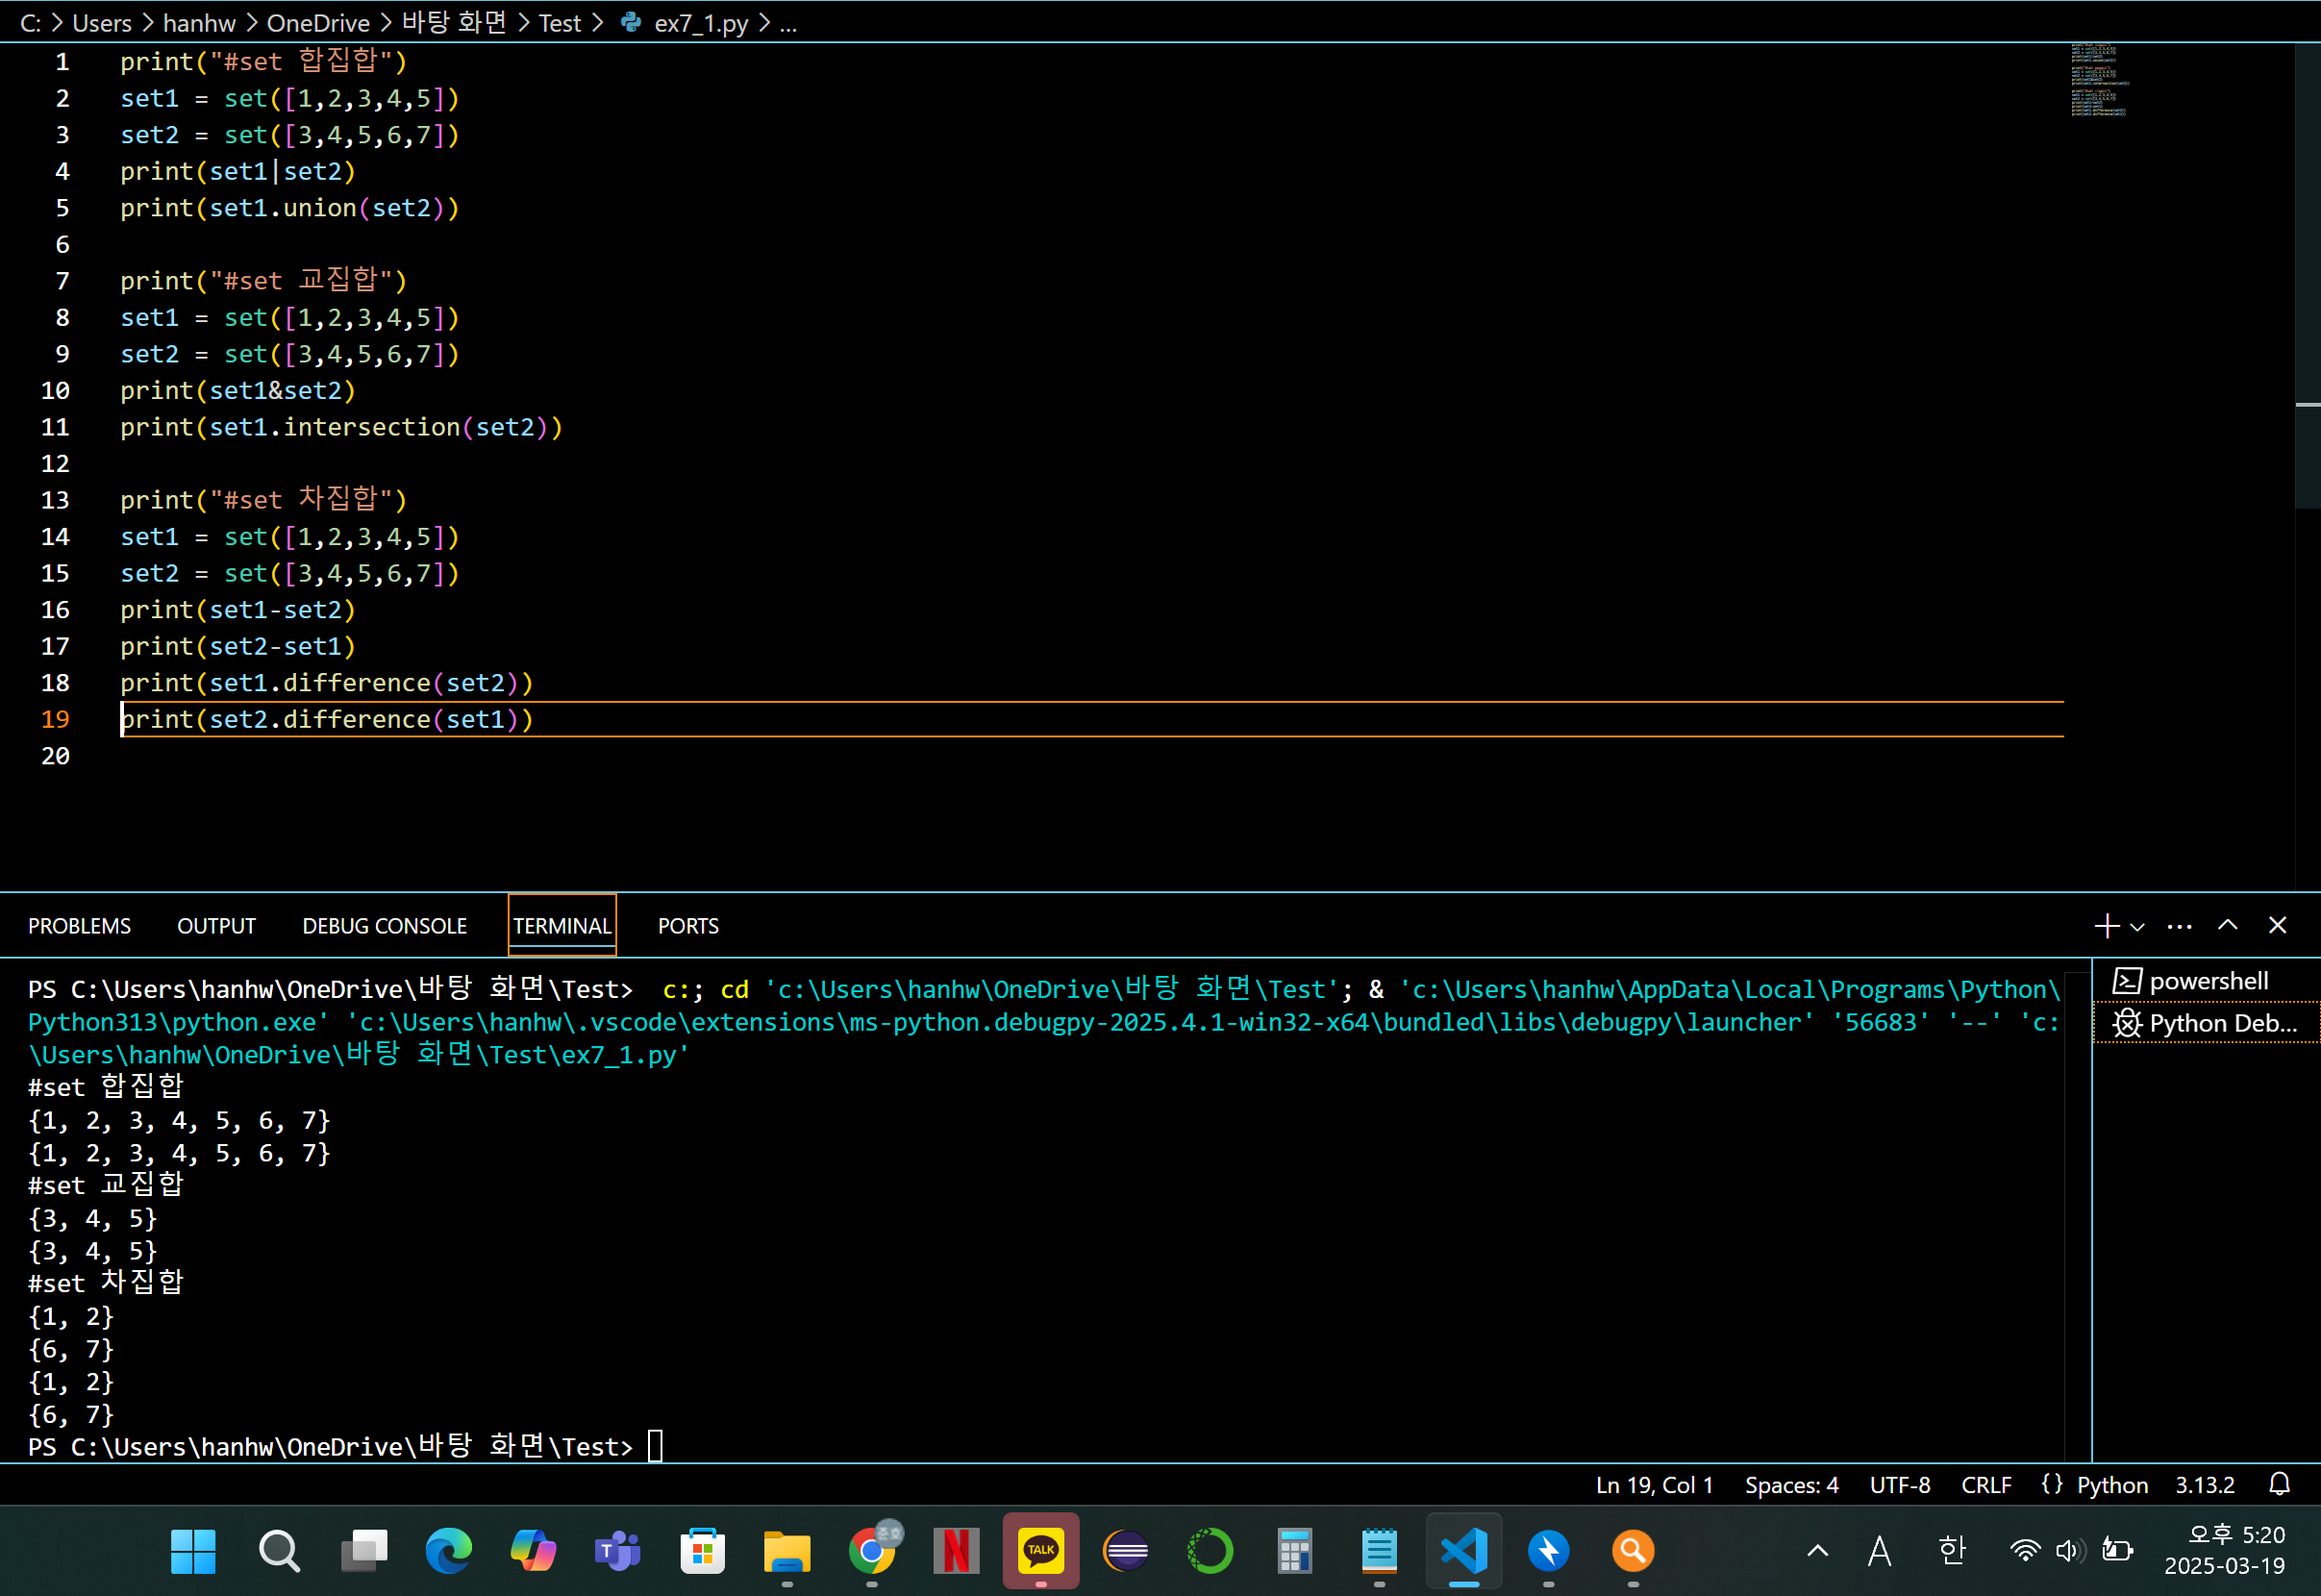 C: > Users > hanhw > OneDrive > 바탕 화면 > Test > ex7_1.py > ...
1 print("#set 합집합")
2 set1 = set([1,2,3,4,5])
3 set2 = set([3,4,5,6,7])
4 print(set1|set2)
5 print(set1.union(set2))
6
7 print("#set 교집합")
8 set1 = set([1,2,3,4,5])
9 set2 = set([3,4,5,6,7])
10 print(set1&set2)
11 print(set1.intersection(set2))
12
13 print("#set 차집합")
14 set1 = set([1,2,3,4,5])
15 set2 = set([3,4,5,6,7])
16 print(set1-set2)
17 print(set2-set1)
18 print(set1.difference(set2))
19 print(set2.difference(set1))
20
PROBLEMS OUTPUT DEBUG CONSOLE TERMINAL PORTS
PS C:\Users\hanhw\OneDrive\바탕 화면\Test>  c:; cd 'c:\Users\hanhw\OneDrive\바탕 화면\Test'; & 'c:\Users\hanhw\AppData\Local\Programs\Python\
Python313\python.exe' 'c:\Users\hanhw\.vscode\extensions\ms-python.debugpy-2025.4.1-win32-x64\bundled\libs\debugpy\launcher' '56683' '--' 'c:
\Users\hanhw\OneDrive\바탕 화면\Test\ex7_1.py'
#set 합집합
{1, 2, 3, 4, 5, 6, 7}
{1, 2, 3, 4, 5, 6, 7}
#set 교집합
{3, 4, 5}
{3, 4, 5}
#set 차집합
{1, 2}
{6, 7}
{1, 2}
{6, 7}
PS C:\Users\hanhw\OneDrive\바탕 화면\Test>
powershell
Python Deb...
Ln 19, Col 1 Spaces: 4 UTF-8 CRLF {} Python 3.13.2
TALK
A 한 오후 5:20
2025-03-19